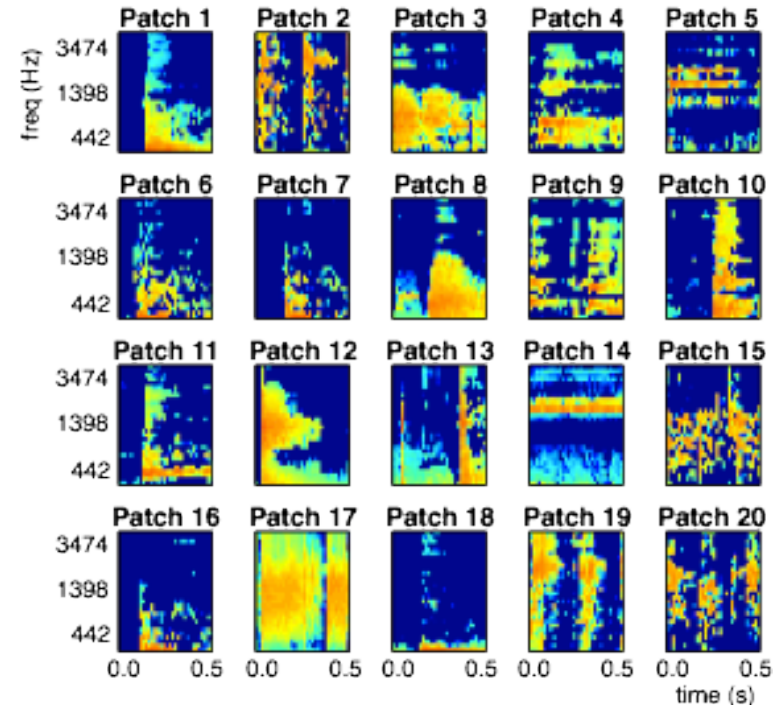 Patch 1 Patch 2 Patch 3 Patch 4 Patch 5
freq (Hz)
3474
1398
442
Patch 6 Patch 7 Patch 8 Patch 9 Patch 10
3474
1398
442
Patch 11 Patch 12 Patch 13 Patch 14 Patch 15
3474
1398
442
Patch 16 Patch 17 Patch 18 Patch 19 Patch 20
3474
1398
442
0.0 0.5 0.0 0.5 0.0 0.5 0.0 0.5 0.0 0.5
time (s)